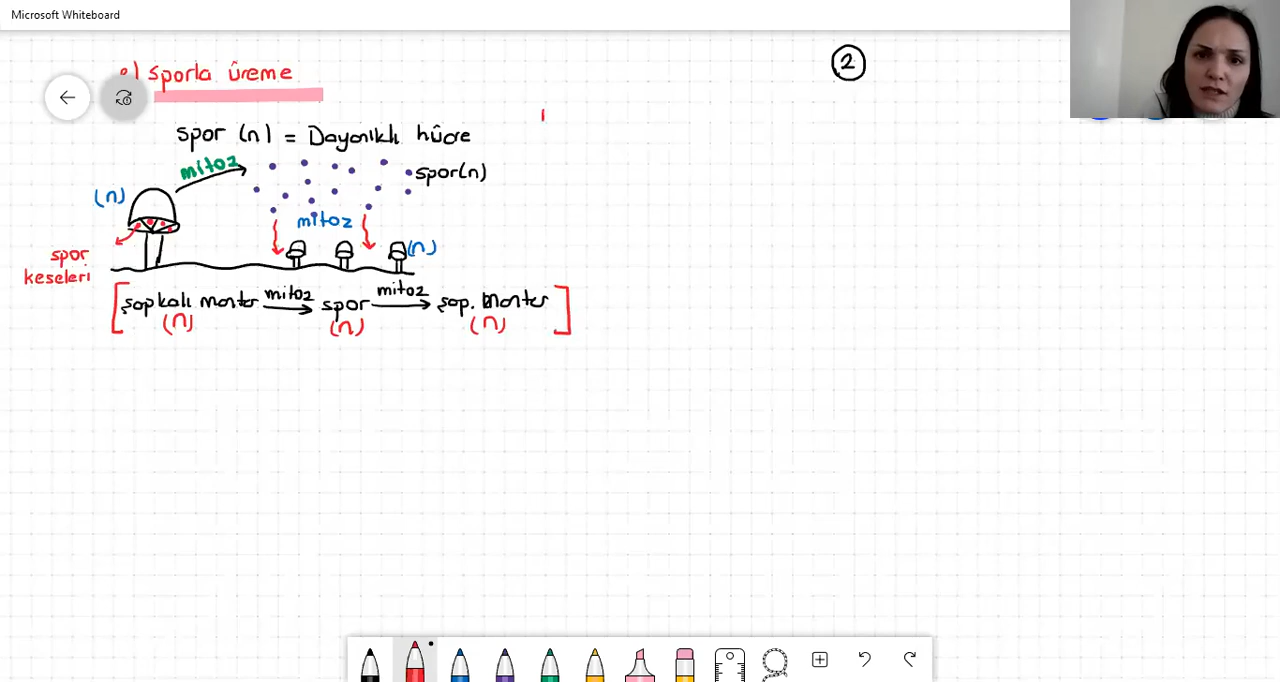 Microsoft Whiteboard
2
e) Sporla üreme
spor (n) = Dayanıklı hücre
mitoz
spor(n)
(n)
mitoz
(n)
spor
keseleri
[şapkalı mantar mitoz spor mitoz şap. mantar]
(n) (n) (n)